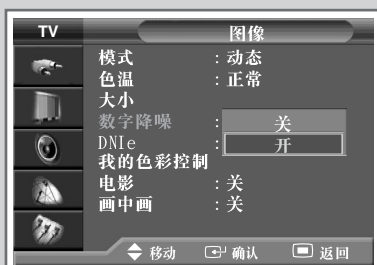 TV 图像
模式 : 动态
色温 : 正常
大小
数字降噪 : 关
DNIe : 开
我的色彩控制
电影 : 关
画中画 : 关
移动 确认 返回